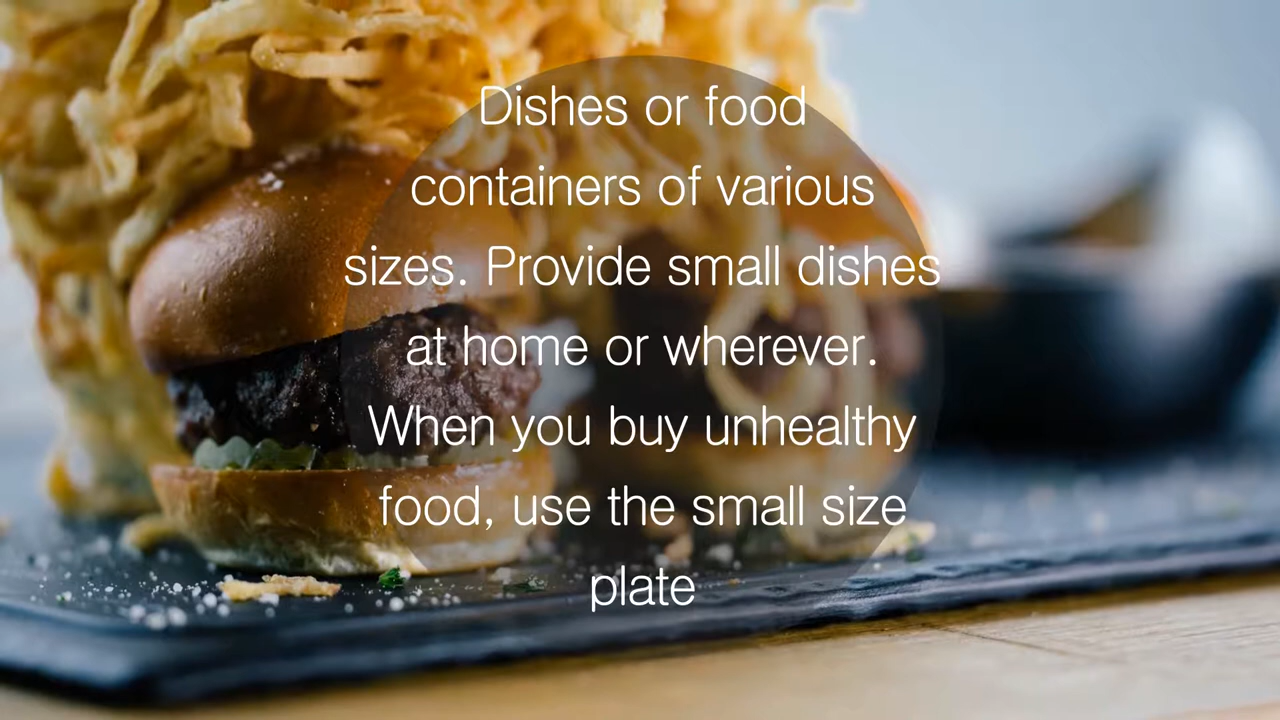 Dishes or food
containers of various
sizes. Provide small dishes
at home or wherever.
When you buy unhealthy
food, use the small size
plate